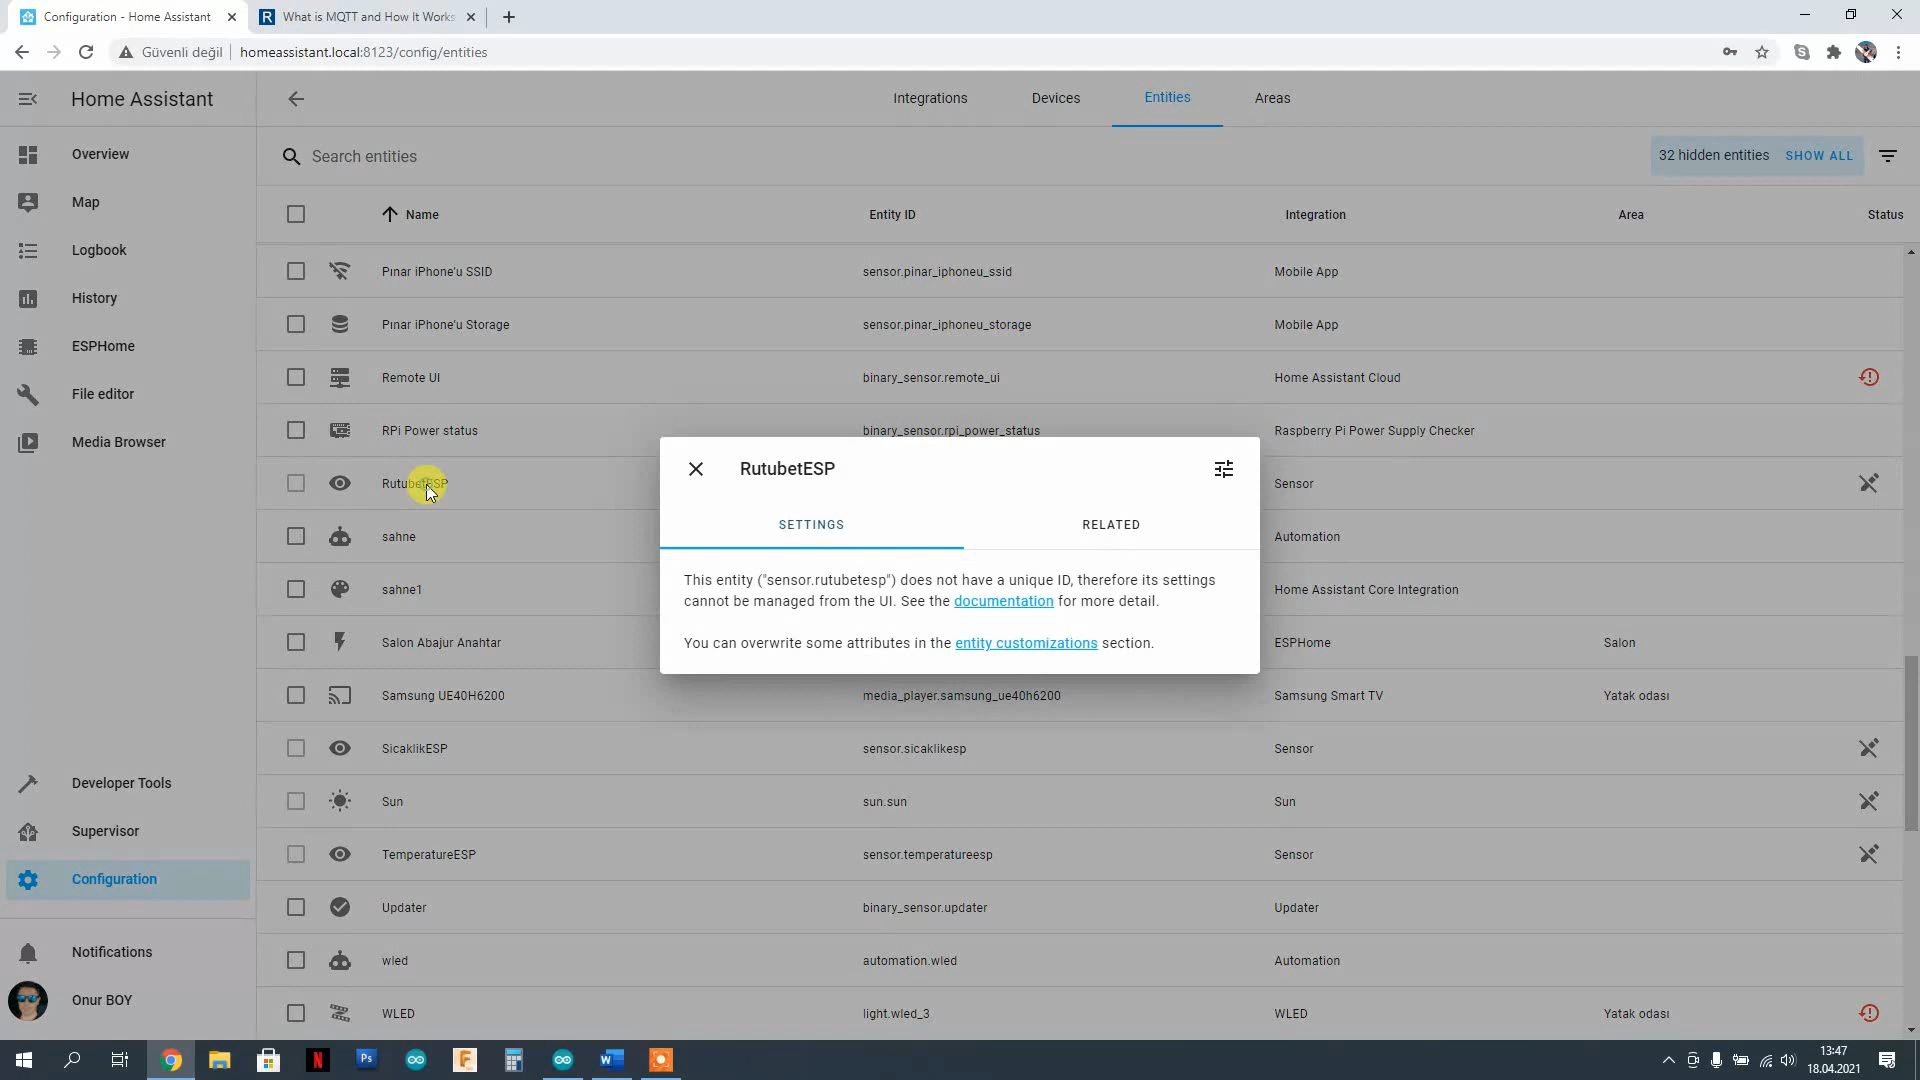 Configuration - Home Assistant
What is MQTT and How It Works
Güvenli değil
homeassistant.local:8123/config/entities
Home Assistant
Integrations
Devices
Entities
Areas
Overview
Map
Logbook
History
ESPHome
File editor
Media Browser
Developer Tools
Supervisor
Configuration
Notifications
Onur BOY
Search entities
32 hidden entities SHOW ALL
Name Entity ID Integration Area Status
Pınar iPhone'u SSID sensor.pinar_iphoneu_ssid Mobile App
Pınar iPhone'u Storage sensor.pinar_iphoneu_storage Mobile App
Remote UI binary_sensor.remote_ui Home Assistant Cloud
RPi Power status binary_sensor.rpi_power_status Raspberry Pi Power Supply Checker
RutubetESP Sensor
sahne Automation
sahne1 Home Assistant Core Integration
Salon Abajur Anahtar ESPHome Salon
Samsung UE40H6200 media_player.samsung_ue40h6200 Samsung Smart TV Yatak odası
SicaklikESP sensor.sicaklikesp Sensor
Sun sun.sun Sun
TemperatureESP sensor.temperatureesp Sensor
Updater binary_sensor.updater Updater
wled automation.wled Automation
WLED light.wled_3 WLED Yatak odası
RutubetESP
SETTINGS RELATED
This entity ("sensor.rutubetesp") does not have a unique ID, therefore its settings
cannot be managed from the UI. See the documentation for more detail.
You can overwrite some attributes in the entity customizations section.
13:47
18.04.2021